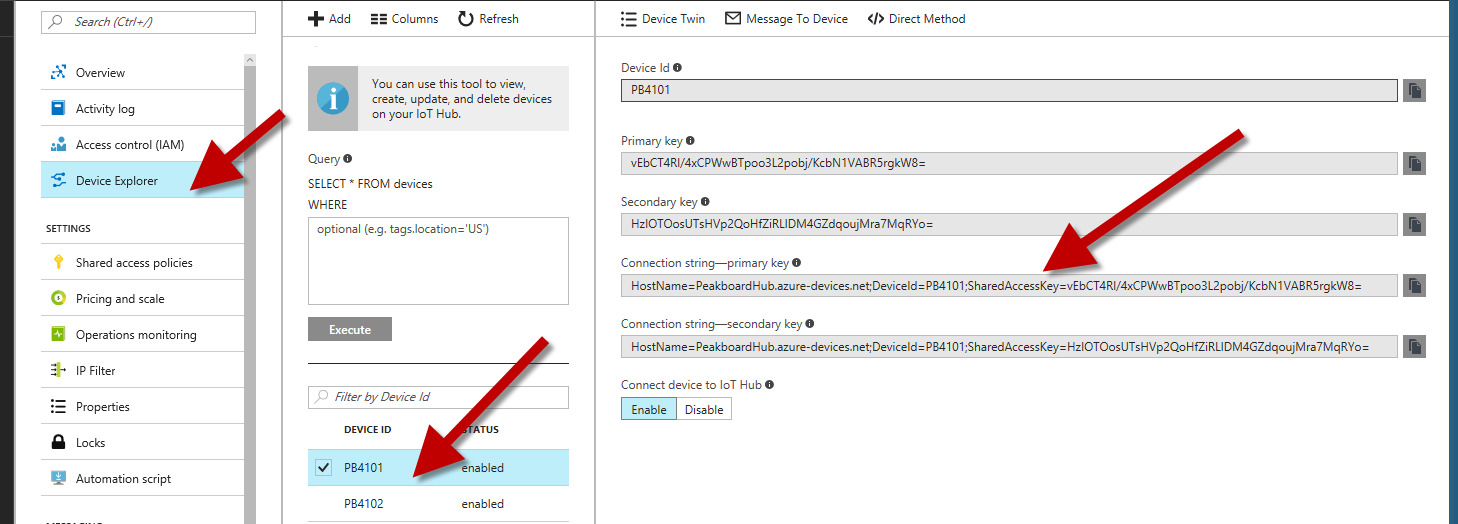 Search (Ctrl+/)
Overview
Activity log
Access control (IAM)
Device Explorer
SETTINGS
Shared access policies
Pricing and scale
Operations monitoring
IP Filter
Properties
Locks
Automation script
Add Columns Refresh
You can use this tool to view,
create, update, and delete devices
on your IoT Hub.
Query
SELECT * FROM devices
WHERE
optional (e.g. tags.location='US')
Execute
Filter by Device Id
DEVICE ID STATUS
PB4101 enabled
PB4102 enabled
Device Twin Message To Device Direct Method
Device Id
PB4101
Primary key
vEbCT4Rl/4xCPWwBTpoo3L2pobj/KcbN1VABR5rgkW8=
Secondary key
HzIOTOosUTsHVp2QoHfZiRLIDM4GZdqoujMra7MqRYo=
Connection string—primary key
HostName=PeakboardHub.azure-devices.net;DeviceId=PB4101;SharedAccessKey=vEbCT4Rl/4xCPWwBTpoo3L2pobj/KcbN1VABR5rgkW8=
Connection string—secondary key
HostName=PeakboardHub.azure-devices.net;DeviceId=PB4101;SharedAccessKey=HzIOTOosUTsHVp2QoHfZiRLIDM4GZdqoujMra7MqRYo=
Connect device to IoT Hub
Enable Disable